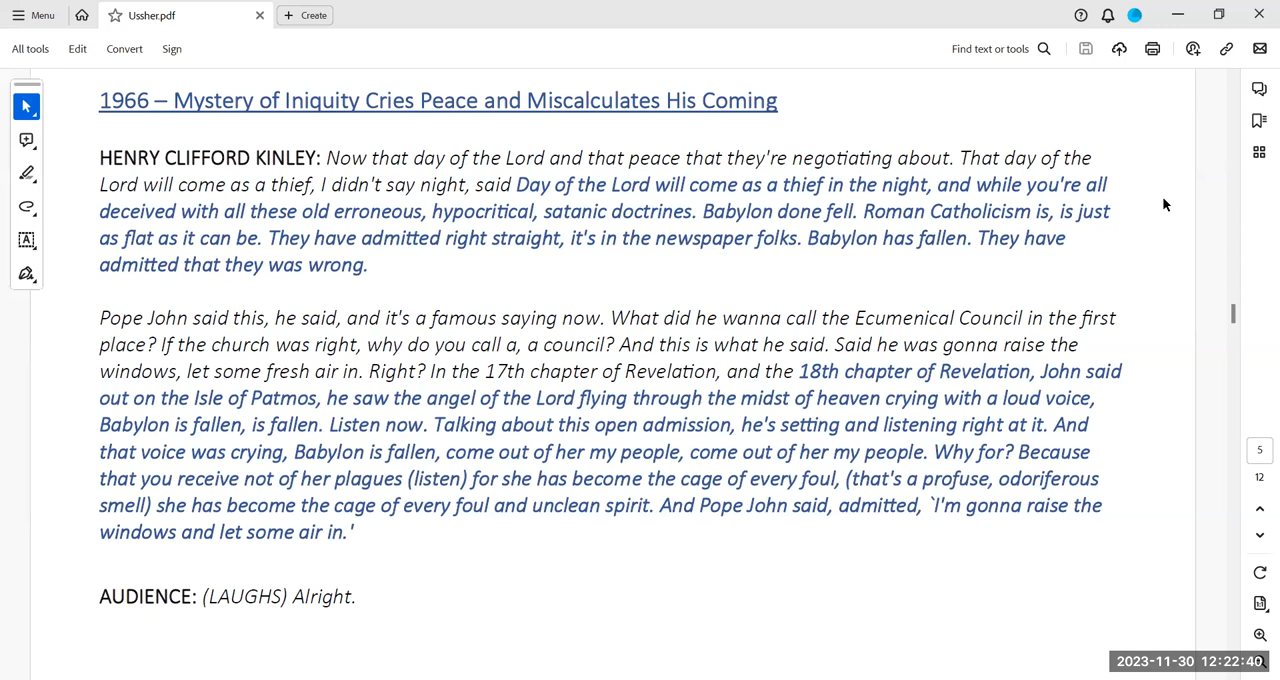 Menu
Ussher.pdf
Create
All tools
Edit
Convert
Sign
Find text or tools
1966 – Mystery of Iniquity Cries Peace and Miscalculates His Coming
HENRY CLIFFORD KINLEY: Now that day of the Lord and that peace that they're negotiating about. That day of the
Lord will come as a thief, I didn't say night, said Day of the Lord will come as a thief in the night, and while you're all
deceived with all these old erroneous, hypocritical, satanic doctrines. Babylon done fell. Roman Catholicism is, is just
as flat as it can be. They have admitted right straight, it's in the newspaper folks. Babylon has fallen. They have
admitted that they was wrong.
Pope John said this, he said, and it's a famous saying now. What did he wanna call the Ecumenical Council in the first
place? If the church was right, why do you call a, a council? And this is what he said. Said he was gonna raise the
windows, let some fresh air in. Right? In the 17th chapter of Revelation, and the 18th chapter of Revelation, John said
out on the Isle of Patmos, he saw the angel of the Lord flying through the midst of heaven crying with a loud voice,
Babylon is fallen, is fallen. Listen now. Talking about this open admission, he's setting and listening right at it. And
that voice was crying, Babylon is fallen, come out of her my people, come out of her my people. Why for? Because
that you receive not of her plagues (listen) for she has become the cage of every foul, (that's a profuse, odoriferous
smell) she has become the cage of every foul and unclean spirit. And Pope John said, admitted, `I'm gonna raise the
windows and let some air in.'
AUDIENCE: (LAUGHS) Alright.
5
12
2023-11-30 12:22:40